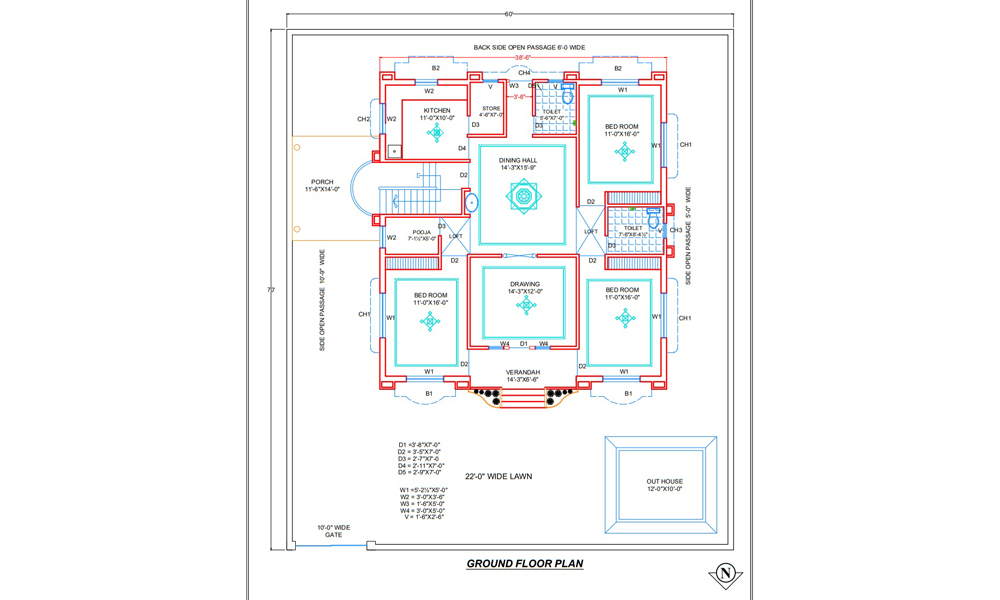 60'
BACK SIDE OPEN PASSAGE 6'-0 WIDE
38'-6"
B2
CH4
B2
W2
V
W3
D5
V
W1
3'-6"
KITCHEN
11'-0"X10'-0"
STORE
4'-6"X7'-0"
TOILET
5'-6"X7'-0"
BED ROOM
11'-0"X16'-0"
CH2
W2
D3
D3
D4
W1
CH1
DINING HALL
14'-3"X15'-9"
D2
PORCH
11'-6"X14'-0"
SIDE OPEN PASSAGE 5'-0" WIDE
D2
POOJA
7'-1½"X5'-0"
W2
D3
LOFT
LOFT
TOILET
7'-6"X6'-4½"
V
CH3
D3
D2
D2
SIDE OPEN PASSAGE 10'-9" WIDE
BED ROOM
11'-0"X16'-0"
DRAWING
14'-3"X12'-0"
BED ROOM
11'-0"X16'-0"
CH1
W1
W1
CH1
W4
D1
W4
D2
D2
W1
VERANDAH
14'-3"X6'-6"
W1
B1
B1
D1 =3'-8"X7'-0"
D2 = 3'-5"X7'-0"
D3 = 2'-7"X7'-0
D4 = 2'-11"X7'-0"
D5 = 2'-9"X7'-0"
W1 =5'-2½"X5'-0"
W2 = 3'-0"X3'-6"
W3 = 1'-6"X5'-0"
W4 = 3'-0"X5'-0"
V = 1'-6"X2'-6"
22'-0" WIDE LAWN
OUT HOUSE
12'-0"X10'-0"
10'-0" WIDE
GATE
GROUND FLOOR PLAN
N